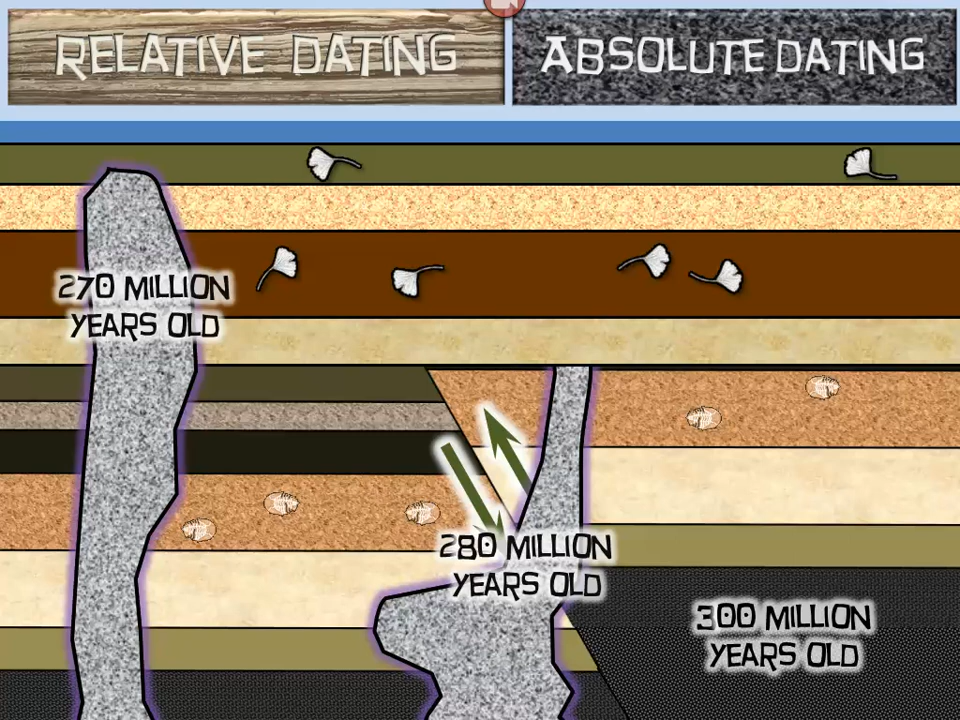 RELATIVE DATING
ABSOLUTE DATING
270 MILLION
YEARS OLD
280 MILLION
YEARS OLD
300 MILLION
YEARS OLD